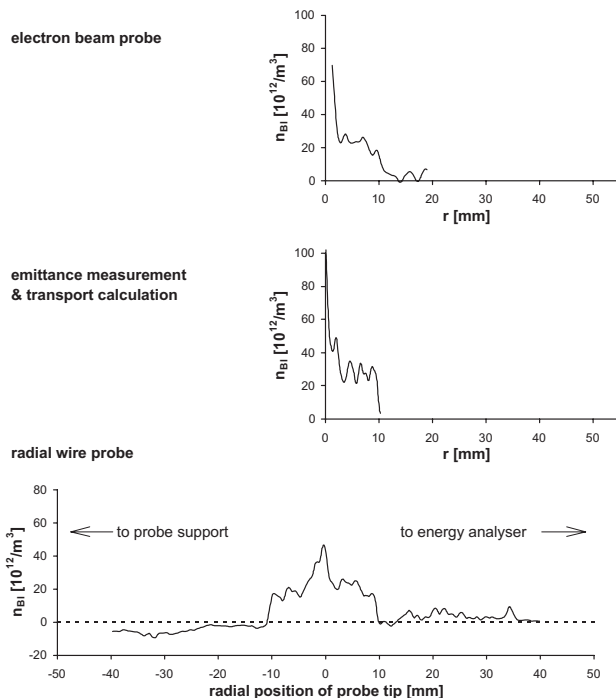 electron beam probe
n_BI [10^12/m^3]
100
80
60
40
20
0
0 10 20 30 40 50
r [mm]
emittance measurement
& transport calculation
n_BI [10^12/m^3]
100
80
60
40
20
0
0 10 20 30 40 50
r [mm]
radial wire probe
n_BI [10^12/m^3]
80
60
40
20
0
-20
to probe support
to energy analyser
-50 -40 -30 -20 -10 0 10 20 30 40 50
radial position of probe tip [mm]